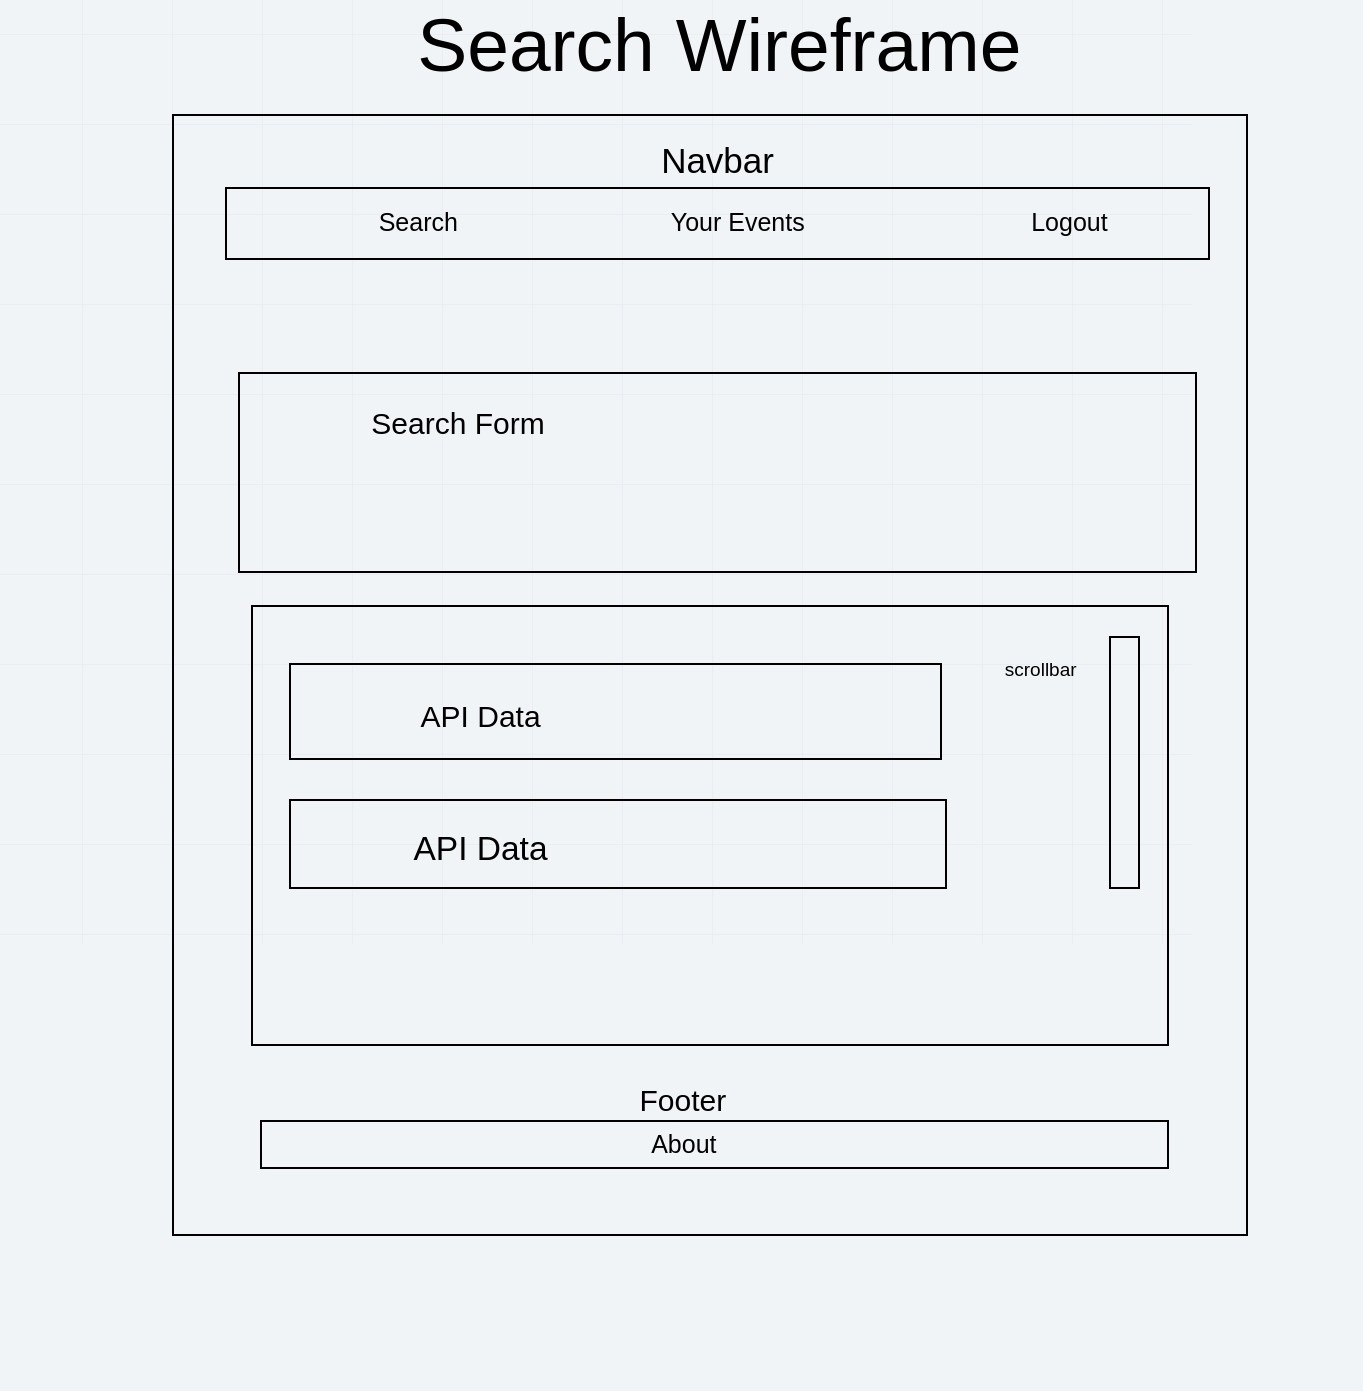 Search Wireframe
Navbar
Search Your Events Logout
Search Form
scrollbar
API Data
API Data
Footer
About